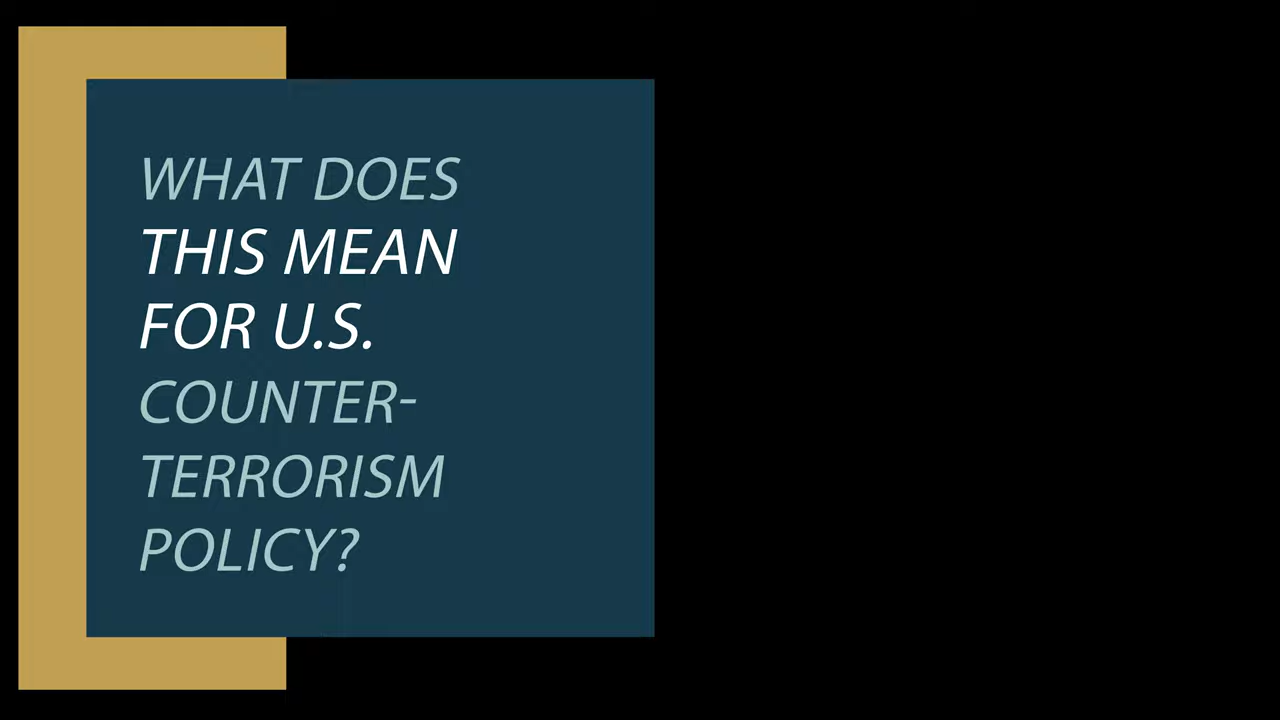 WHAT DOES
THIS MEAN
FOR U.S.
COUNTER-
TERRORISM
POLICY?